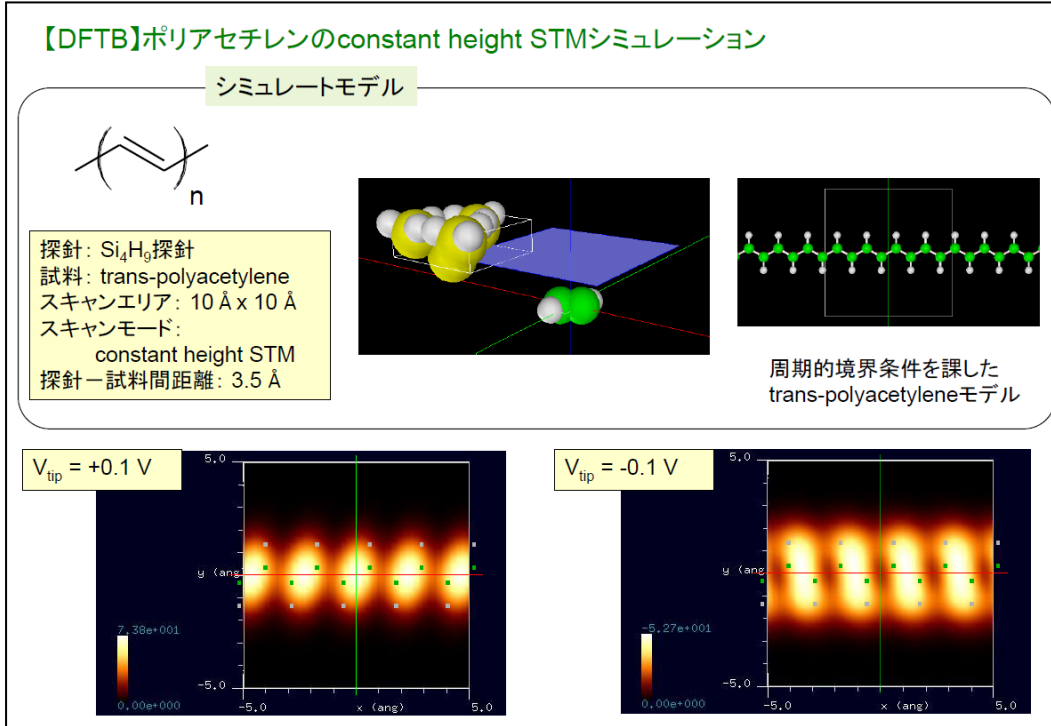 【DFTB】ポリアセチレンのconstant height STMシミュレーション
シミュレートモデル
n
探針： Si₄H₉探針
試料： trans-polyacetylene
スキャンエリア： 10 Å x 10 Å
スキャンモード：
constant height STM
探針－試料間距離： 3.5 Å
周期的境界条件を課した
trans-polyacetyleneモデル
V_tip = +0.1 V
5.0
y (ang)
7.38e+001
0.00e+000
-5.0
-5.0
x (ang)
5.0
V_tip = -0.1 V
5.0
y (ang)
-5.27e+001
0.00e+000
-5.0
-5.0
x (ang)
5.0